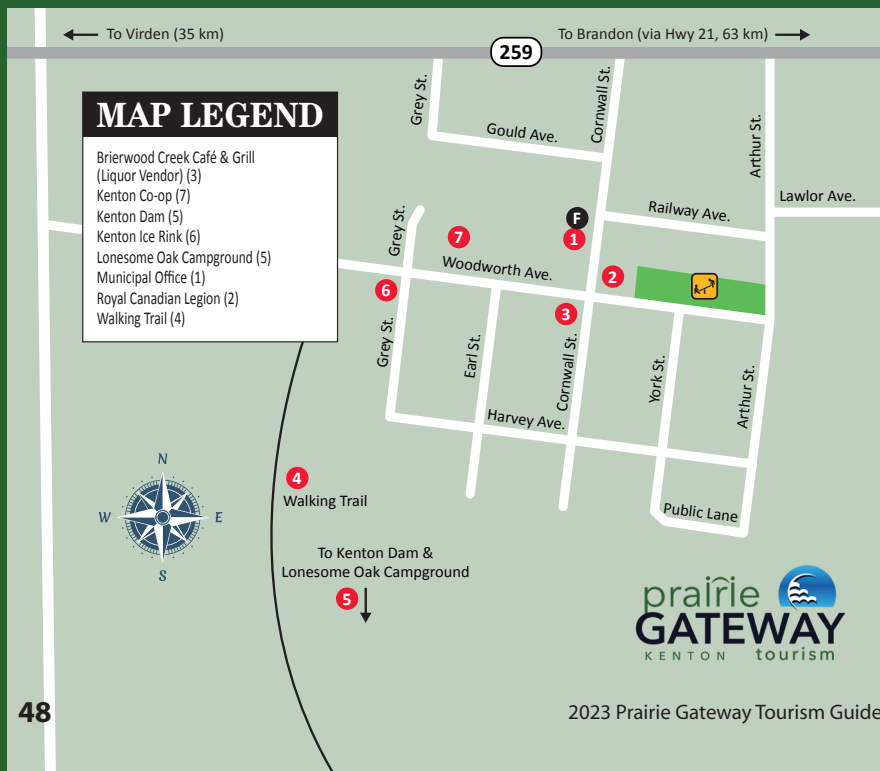 To Virden (35 km)
To Brandon (via Hwy 21, 63 km)
259
MAP LEGEND
Brierwood Creek Café & Grill
(Liquor Vendor) (3)
Kenton Co-op (7)
Kenton Dam (5)
Kenton Ice Rink (6)
Lonesome Oak Campground (5)
Municipal Office (1)
Royal Canadian Legion (2)
Walking Trail (4)
Grey St.
Gould Ave.
Cornwall St.
Arthur St.
Lawlor Ave.
Railway Ave.
F
1
Grey St.
7
Woodworth Ave.
2
6
3
Grey St.
Earl St.
Cornwall St.
York St.
Arthur St.
Harvey Ave.
Public Lane
N
W
E
S
4
Walking Trail
To Kenton Dam &
Lonesome Oak Campground
5
prairie
GATEWAY
KENTON tourism
48
2023 Prairie Gateway Tourism Guide